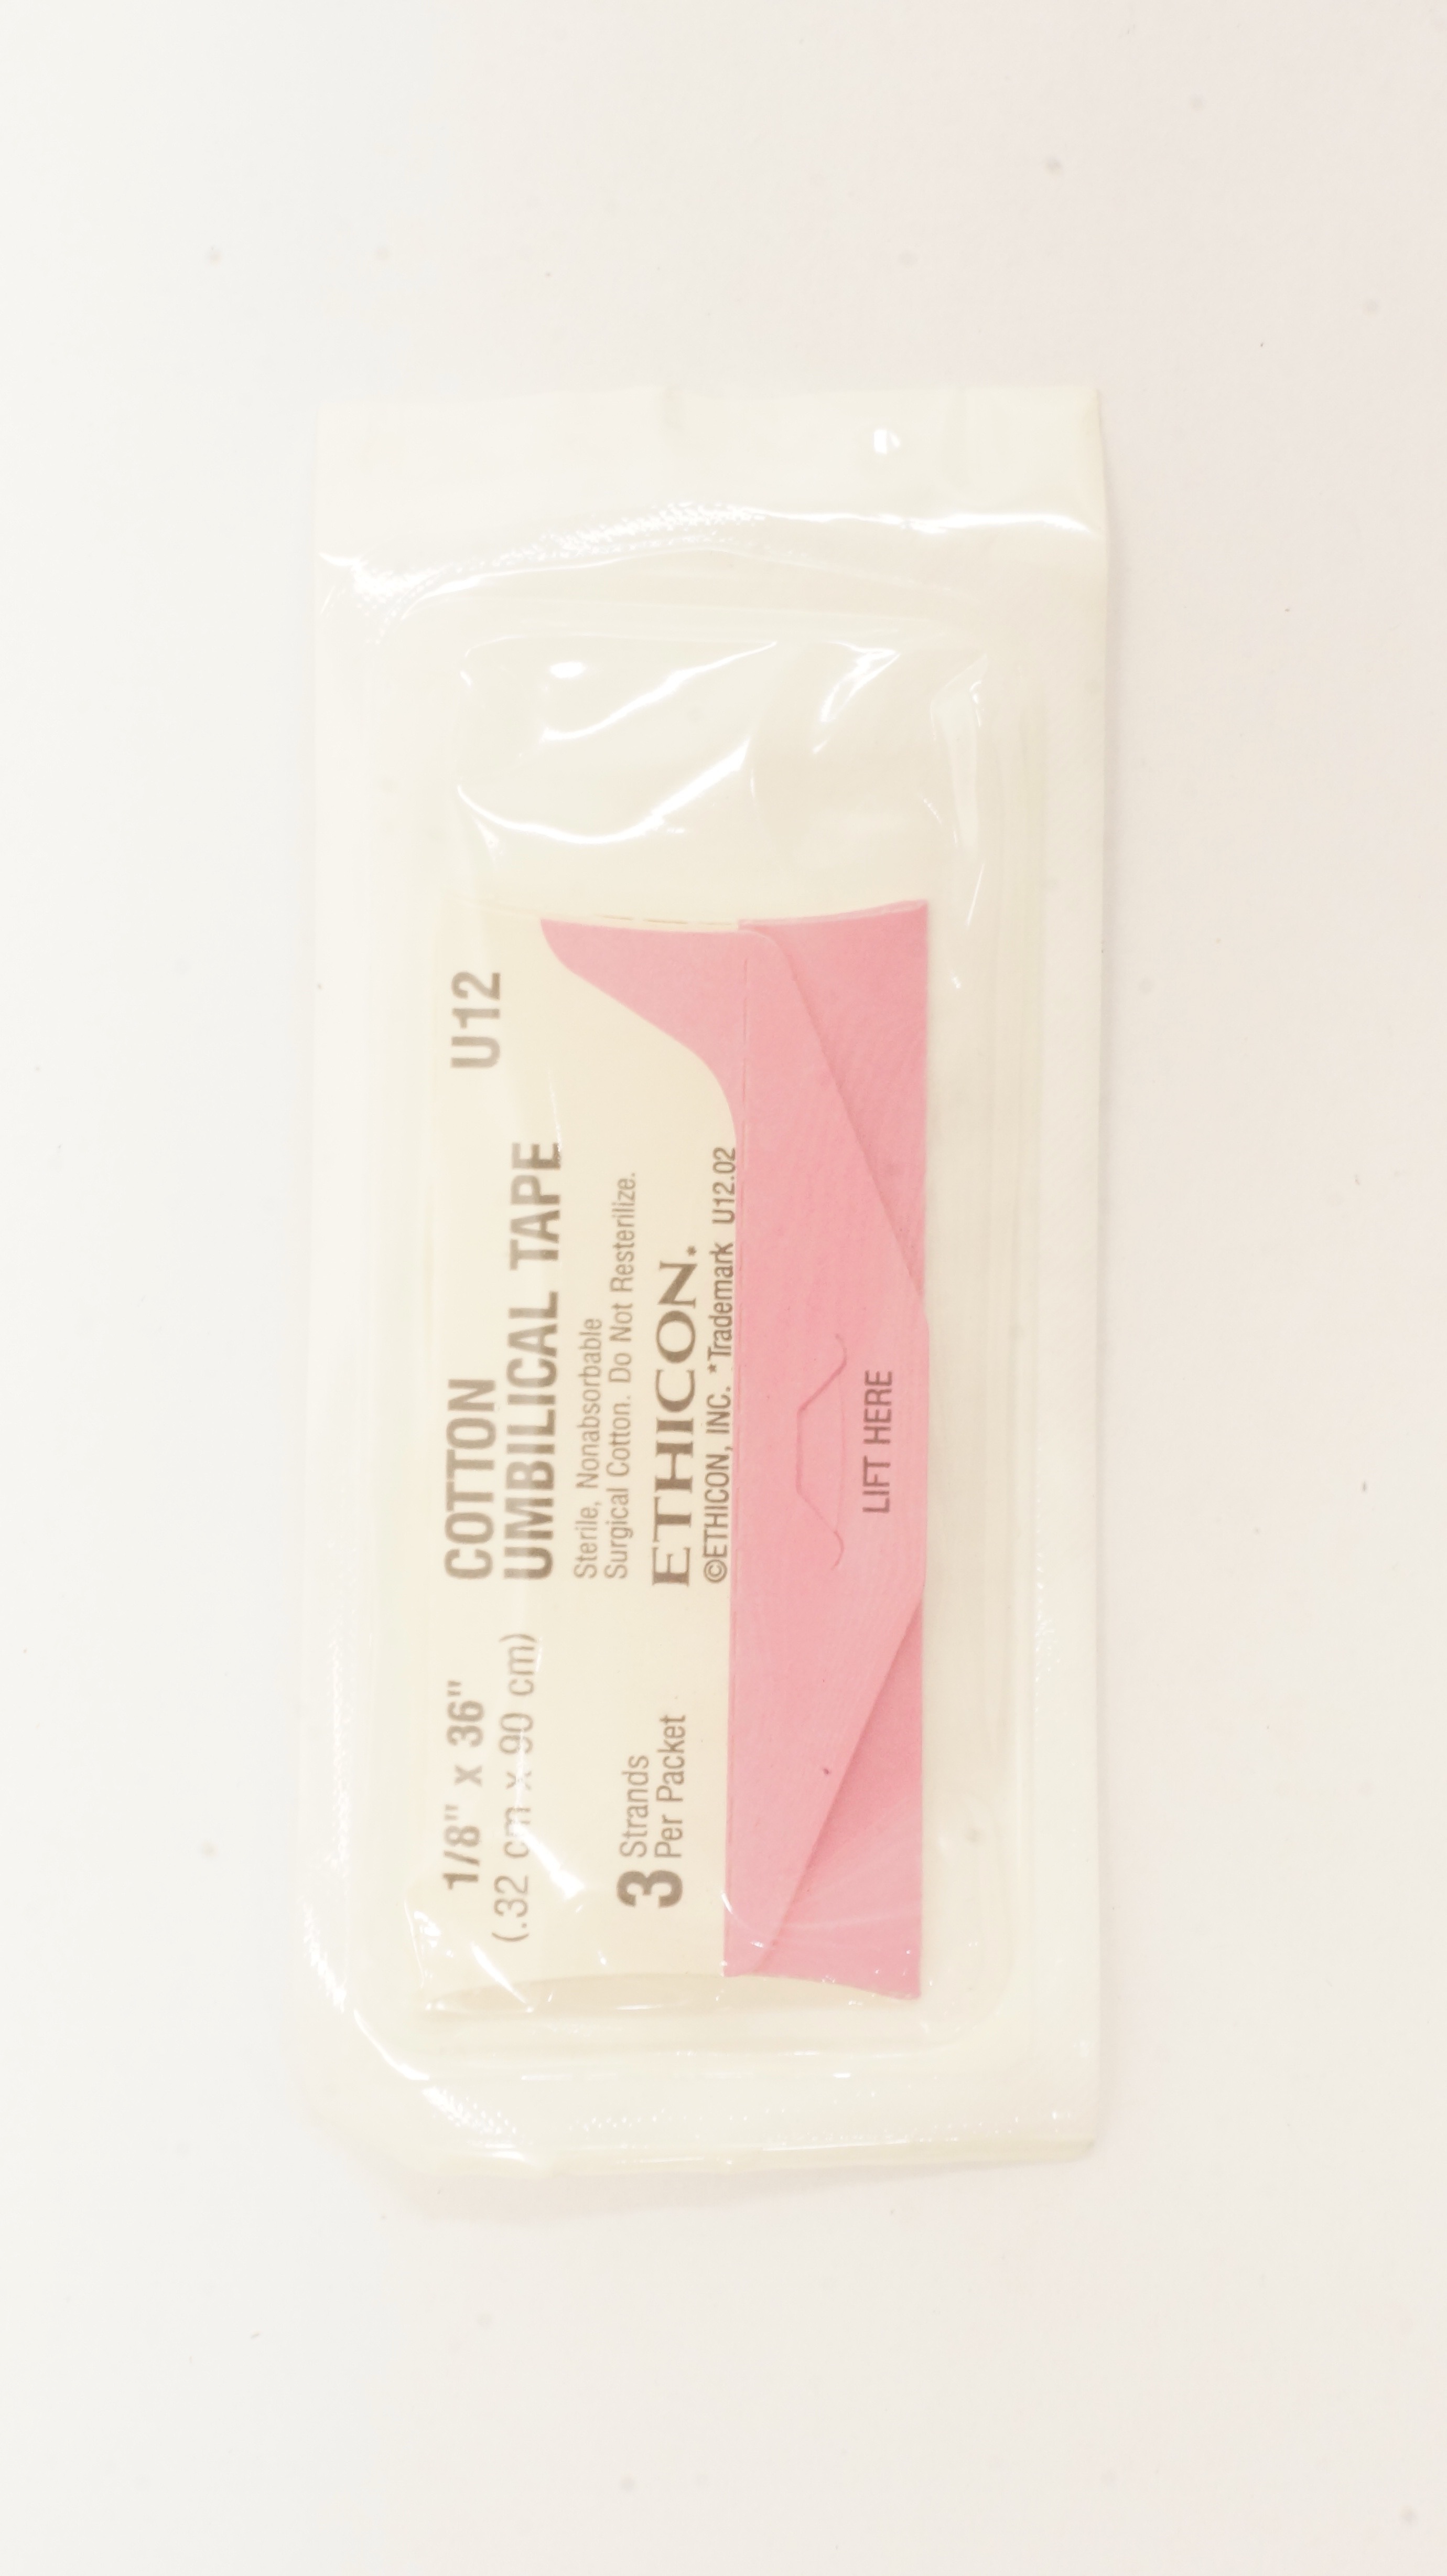 1/8" x 36"
(.32 cm x 90 cm)
3 Strands
Per Packet
COTTON
UMBILICAL TAPE
U12
Sterile, Nonabsorbable
Surgical Cotton. Do Not Resterilize.
ETHICON.*
©ETHICON, INC. *Trademark U12.02
LIFT HERE